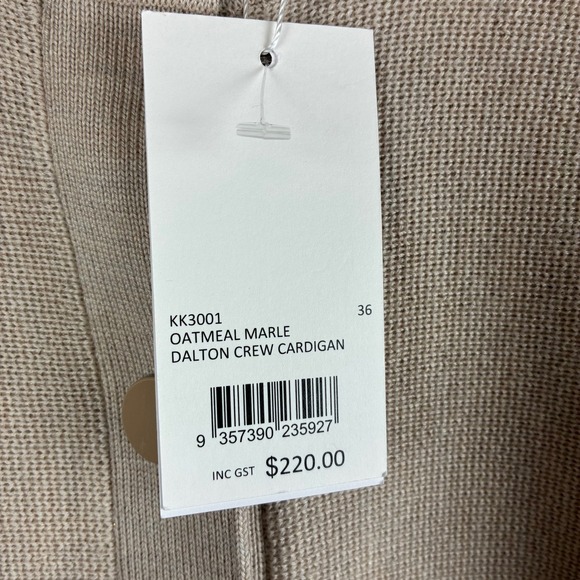 KK3001 36
OATMEAL MARLE
DALTON CREW CARDIGAN
9 357390 235927
INC GST $220.00